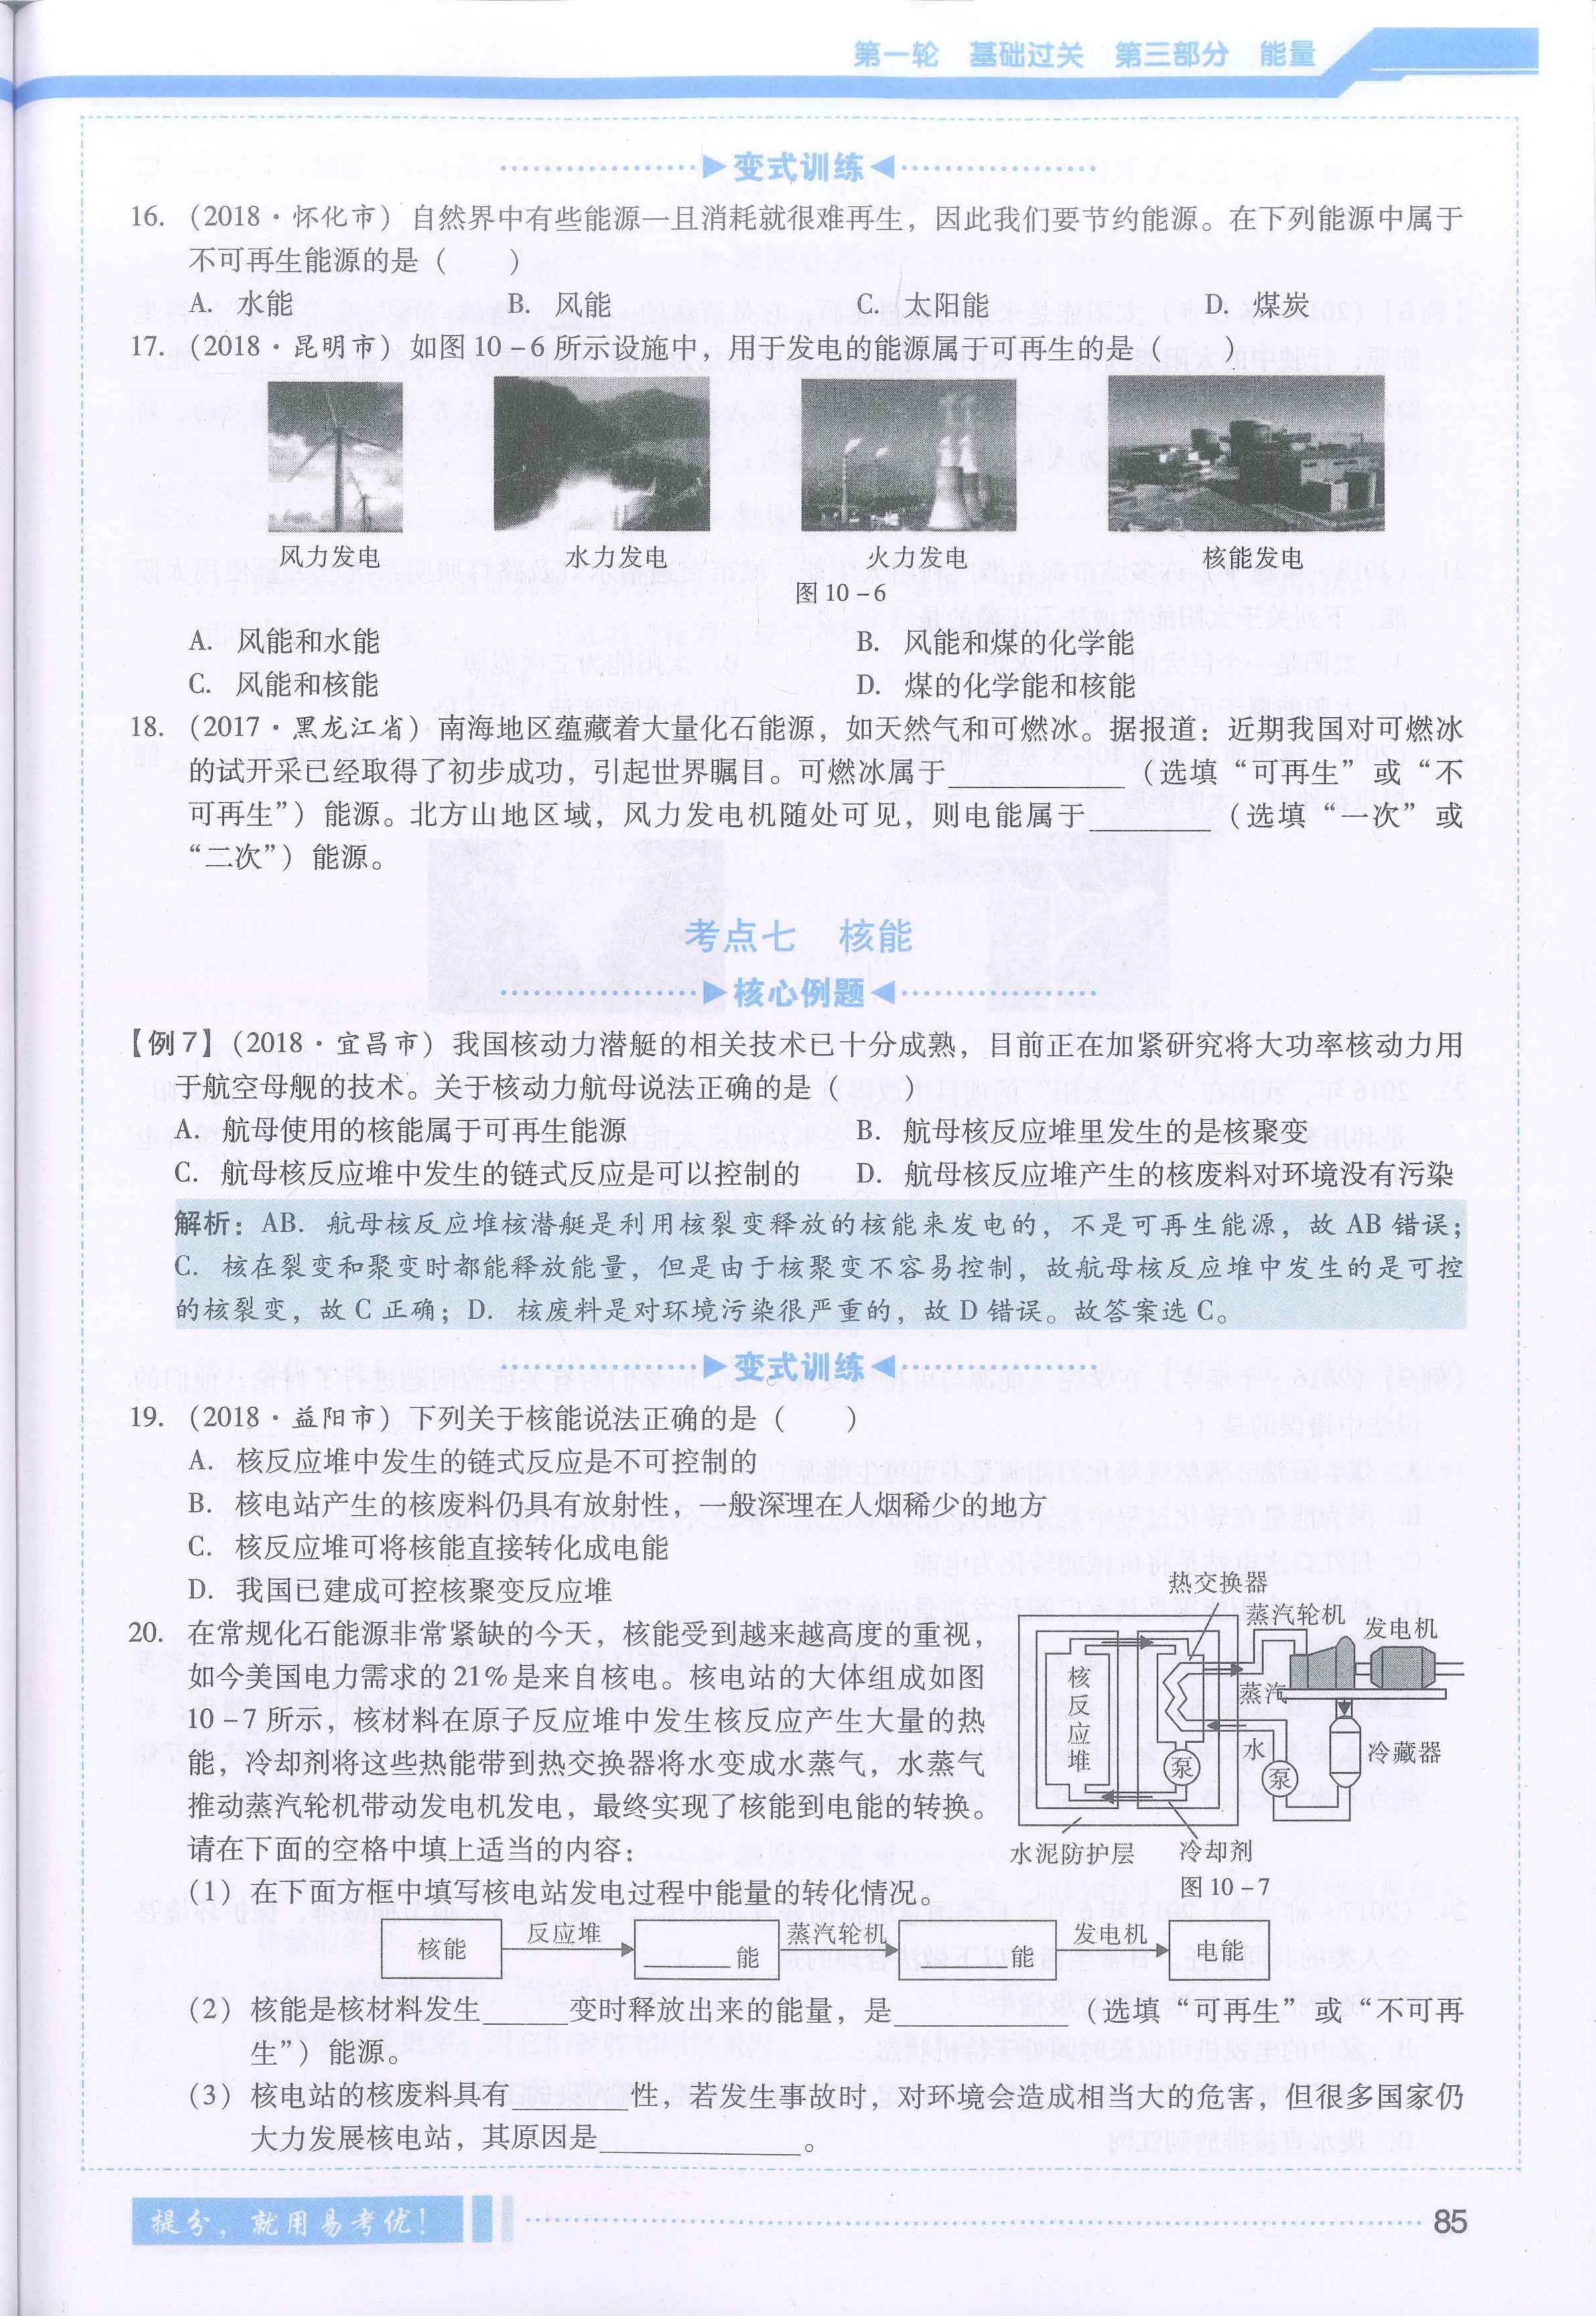 第一轮 基础过关 第三部分 能量
变式训练
16. (2018·怀化市) 自然界中有些能源一旦消耗就很难再生，因此我们要节约能源。在下列能源中属于
不可再生能源的是 (  )
A. 水能 B. 风能 C. 太阳能 D. 煤炭
17. (2018·昆明市) 如图 10-6 所示设施中，用于发电的能源属于可再生的是 (  )
风力发电 水力发电 火力发电 核能发电
图 10-6
A. 风能和水能 B. 风能和煤的化学能
C. 风能和核能 D. 煤的化学能和核能
18. (2017·黑龙江省) 南海地区蕴藏着大量化石能源，如天然气和可燃冰。据报道：近期我国对可燃冰
的试开采已经取得了初步成功，引起世界瞩目。可燃冰属于____________ (选填“可再生”或“不
可再生”) 能源。北方山地区域，风力发电机随处可见，则电能属于________ (选填“一次”或
“二次”) 能源。
考点七 核能
核心例题
【例7】(2018·宜昌市) 我国核动力潜艇的相关技术已十分成熟，目前正在加紧研究将大功率核动力用
于航空母舰的技术。关于核动力航母说法正确的是 (  )
A. 航母使用的核能属于可再生能源 B. 航母核反应堆里发生的是核聚变
C. 航母核反应堆中发生的链式反应是可以控制的 D. 航母核反应堆产生的核废料对环境没有污染
解析：AB. 航母核反应堆核潜艇是利用核裂变释放的核能来发电的，不是可再生能源，故 AB 错误；
C. 核在裂变和聚变时都能释放能量，但是由于核聚变不容易控制，故航母核反应堆中发生的是可控
的核裂变，故 C 正确；D. 核废料是对环境污染很严重的，故 D 错误。故答案选 C。
变式训练
19. (2018·益阳市) 下列关于核能说法正确的是 (  )
A. 核反应堆中发生的链式反应是不可控制的
B. 核电站产生的核废料仍具有放射性，一般深埋在人烟稀少的地方
C. 核反应堆可将核能直接转化成电能
D. 我国已建成可控核聚变反应堆
20. 在常规化石能源非常紧缺的今天，核能受到越来越高度的重视，
如今美国电力需求的 21% 是来自核电。核电站的大体组成如图
10-7 所示，核材料在原子反应堆中发生核反应产生大量的热
能，冷却剂将这些热能带到热交换器将水变成水蒸气，水蒸气
推动蒸汽轮机带动发电机发电，最终实现了核能到电能的转换。
请在下面的空格中填上适当的内容：
热交换器
蒸汽轮机
发电机
核反应堆
蒸汽
水
泵
泵
冷藏器
水泥防护层 冷却剂
图 10-7
(1) 在下面方框中填写核电站发电过程中能量的转化情况。
核能 反应堆 ______能 蒸汽轮机 ______能 发电机 电能
(2) 核能是核材料发生______变时释放出来的能量，是____________ (选填“可再生”或“不可再
生”) 能源。
(3) 核电站的核废料具有________性，若发生事故时，对环境会造成相当大的危害，但很多国家仍
大力发展核电站，其原因是______________。
提分，就用易考优！
85